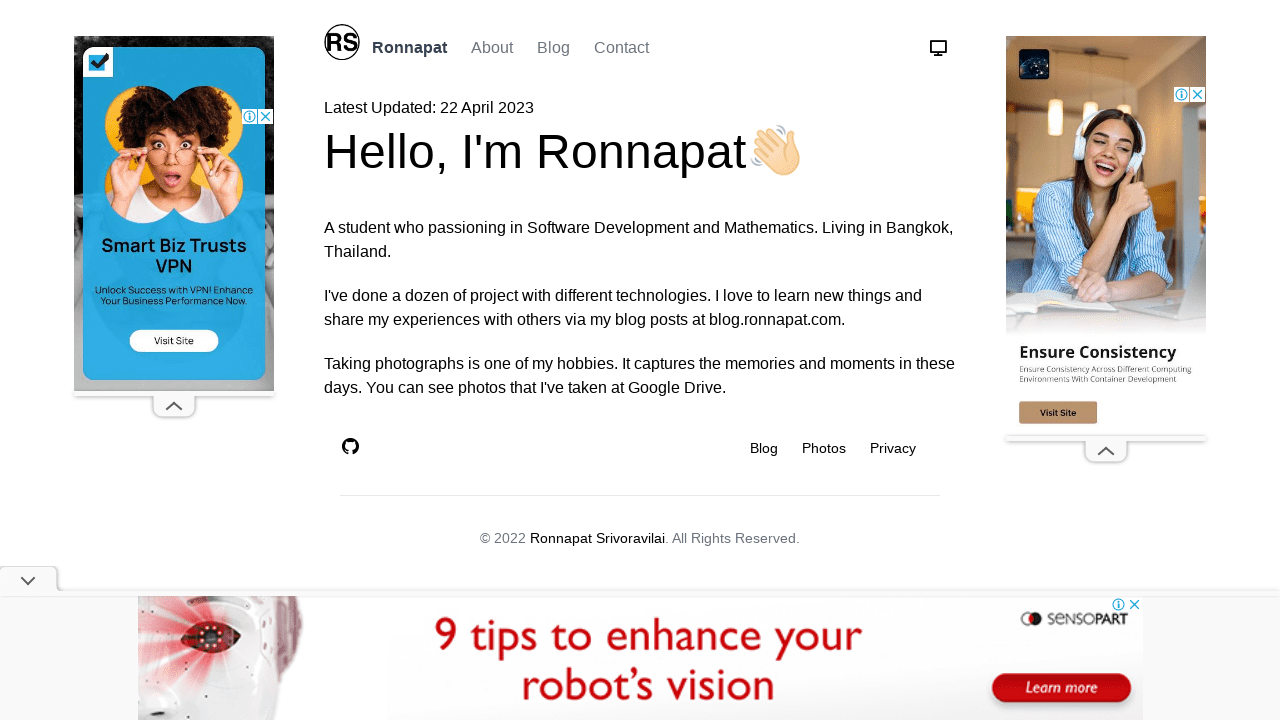 RS
Ronnapat
About
Blog
Contact
Latest Updated: 22 April 2023
Hello, I'm Ronnapat👋🏻
A student who passioning in Software Development and Mathematics. Living in Bangkok,
Thailand.
I've done a dozen of project with different technologies. I love to learn new things and
share my experiences with others via my blog posts at blog.ronnapat.com.
Taking photographs is one of my hobbies. It captures the memories and moments in these
days. You can see photos that I've taken at Google Drive.
Blog
Photos
Privacy
© 2022 Ronnapat Srivoravilai. All Rights Reserved.
Smart Biz Trusts
VPN
Unlock Success with VPN! Enhance
Your Business Performance Now.
Visit Site
Ensure Consistency
Ensure Consistency Across Different Computing
Environments With Container Development
Visit Site
9 tips to enhance your
robot's vision
SENSOPART
Learn more